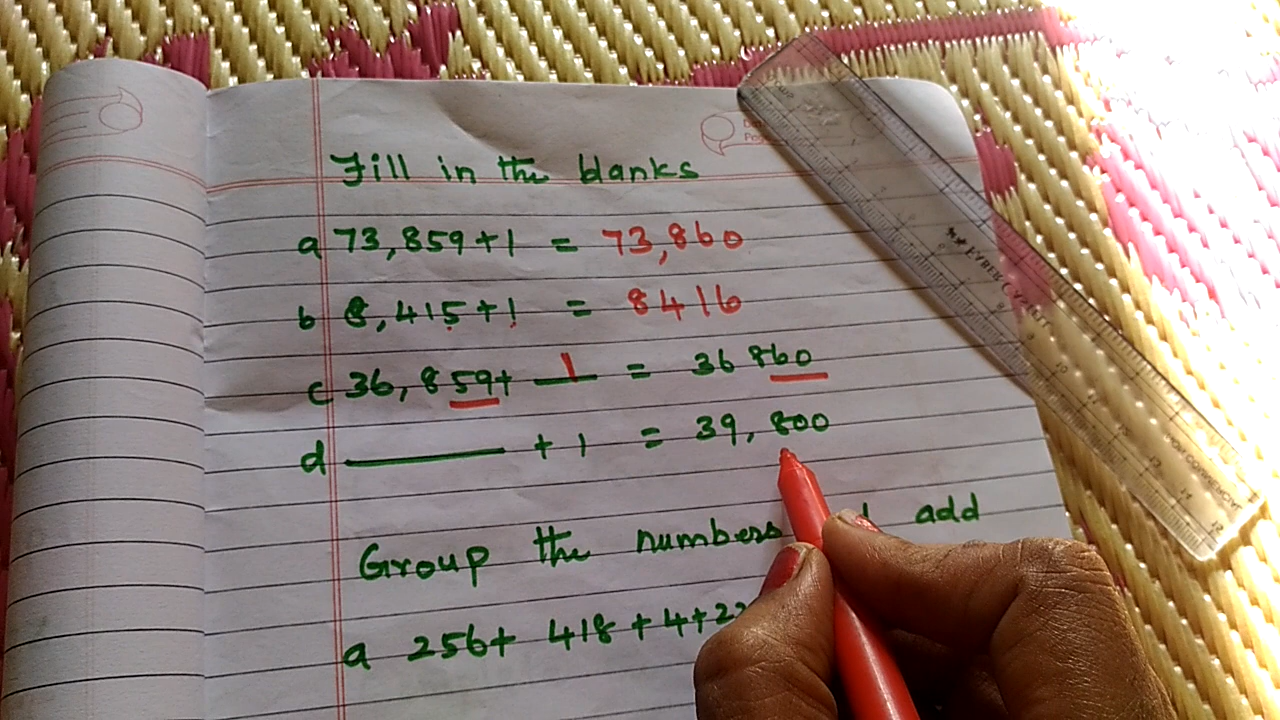 Fill in the blanks
a 73,859+1 = 73,860
b 8,415+1 = 8416
c 36,859+ 1 = 36 860
d + 1 = 39,800
Group the numbers add
a 256+ 418 + 4+22